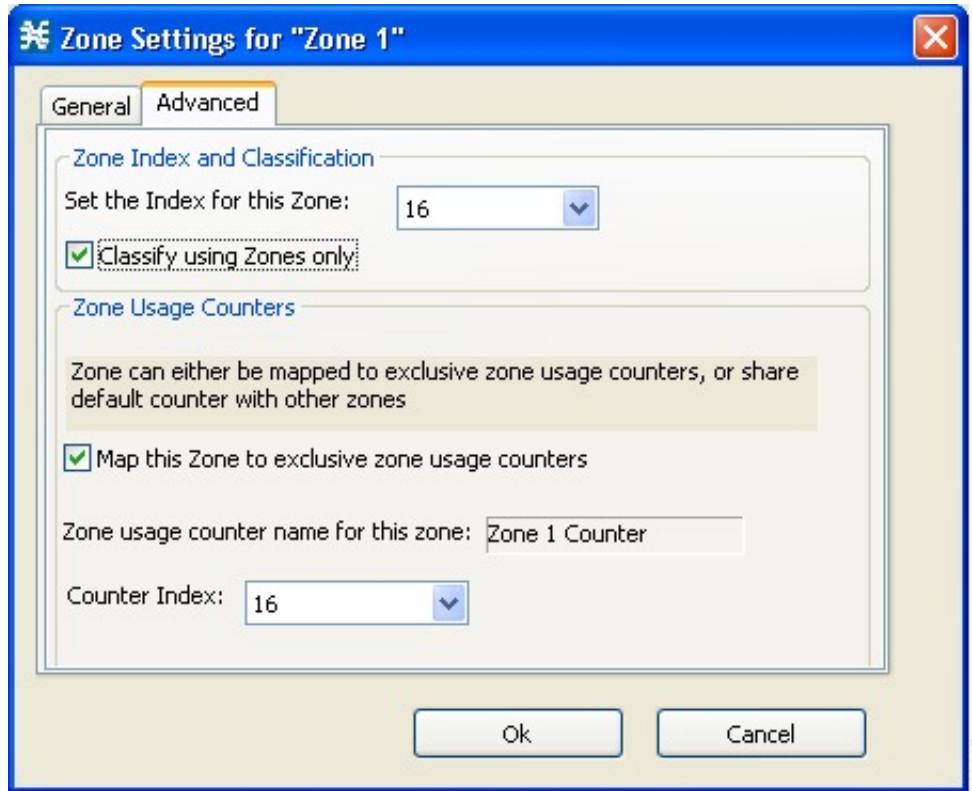 Zone Settings for "Zone 1"
General
Advanced
Zone Index and Classification
Set the Index for this Zone:
16
Classify using Zones only
Zone Usage Counters
Zone can either be mapped to exclusive zone usage counters, or share
default counter with other zones
Map this Zone to exclusive zone usage counters
Zone usage counter name for this zone:
Zone 1 Counter
Counter Index:
16
Ok
Cancel